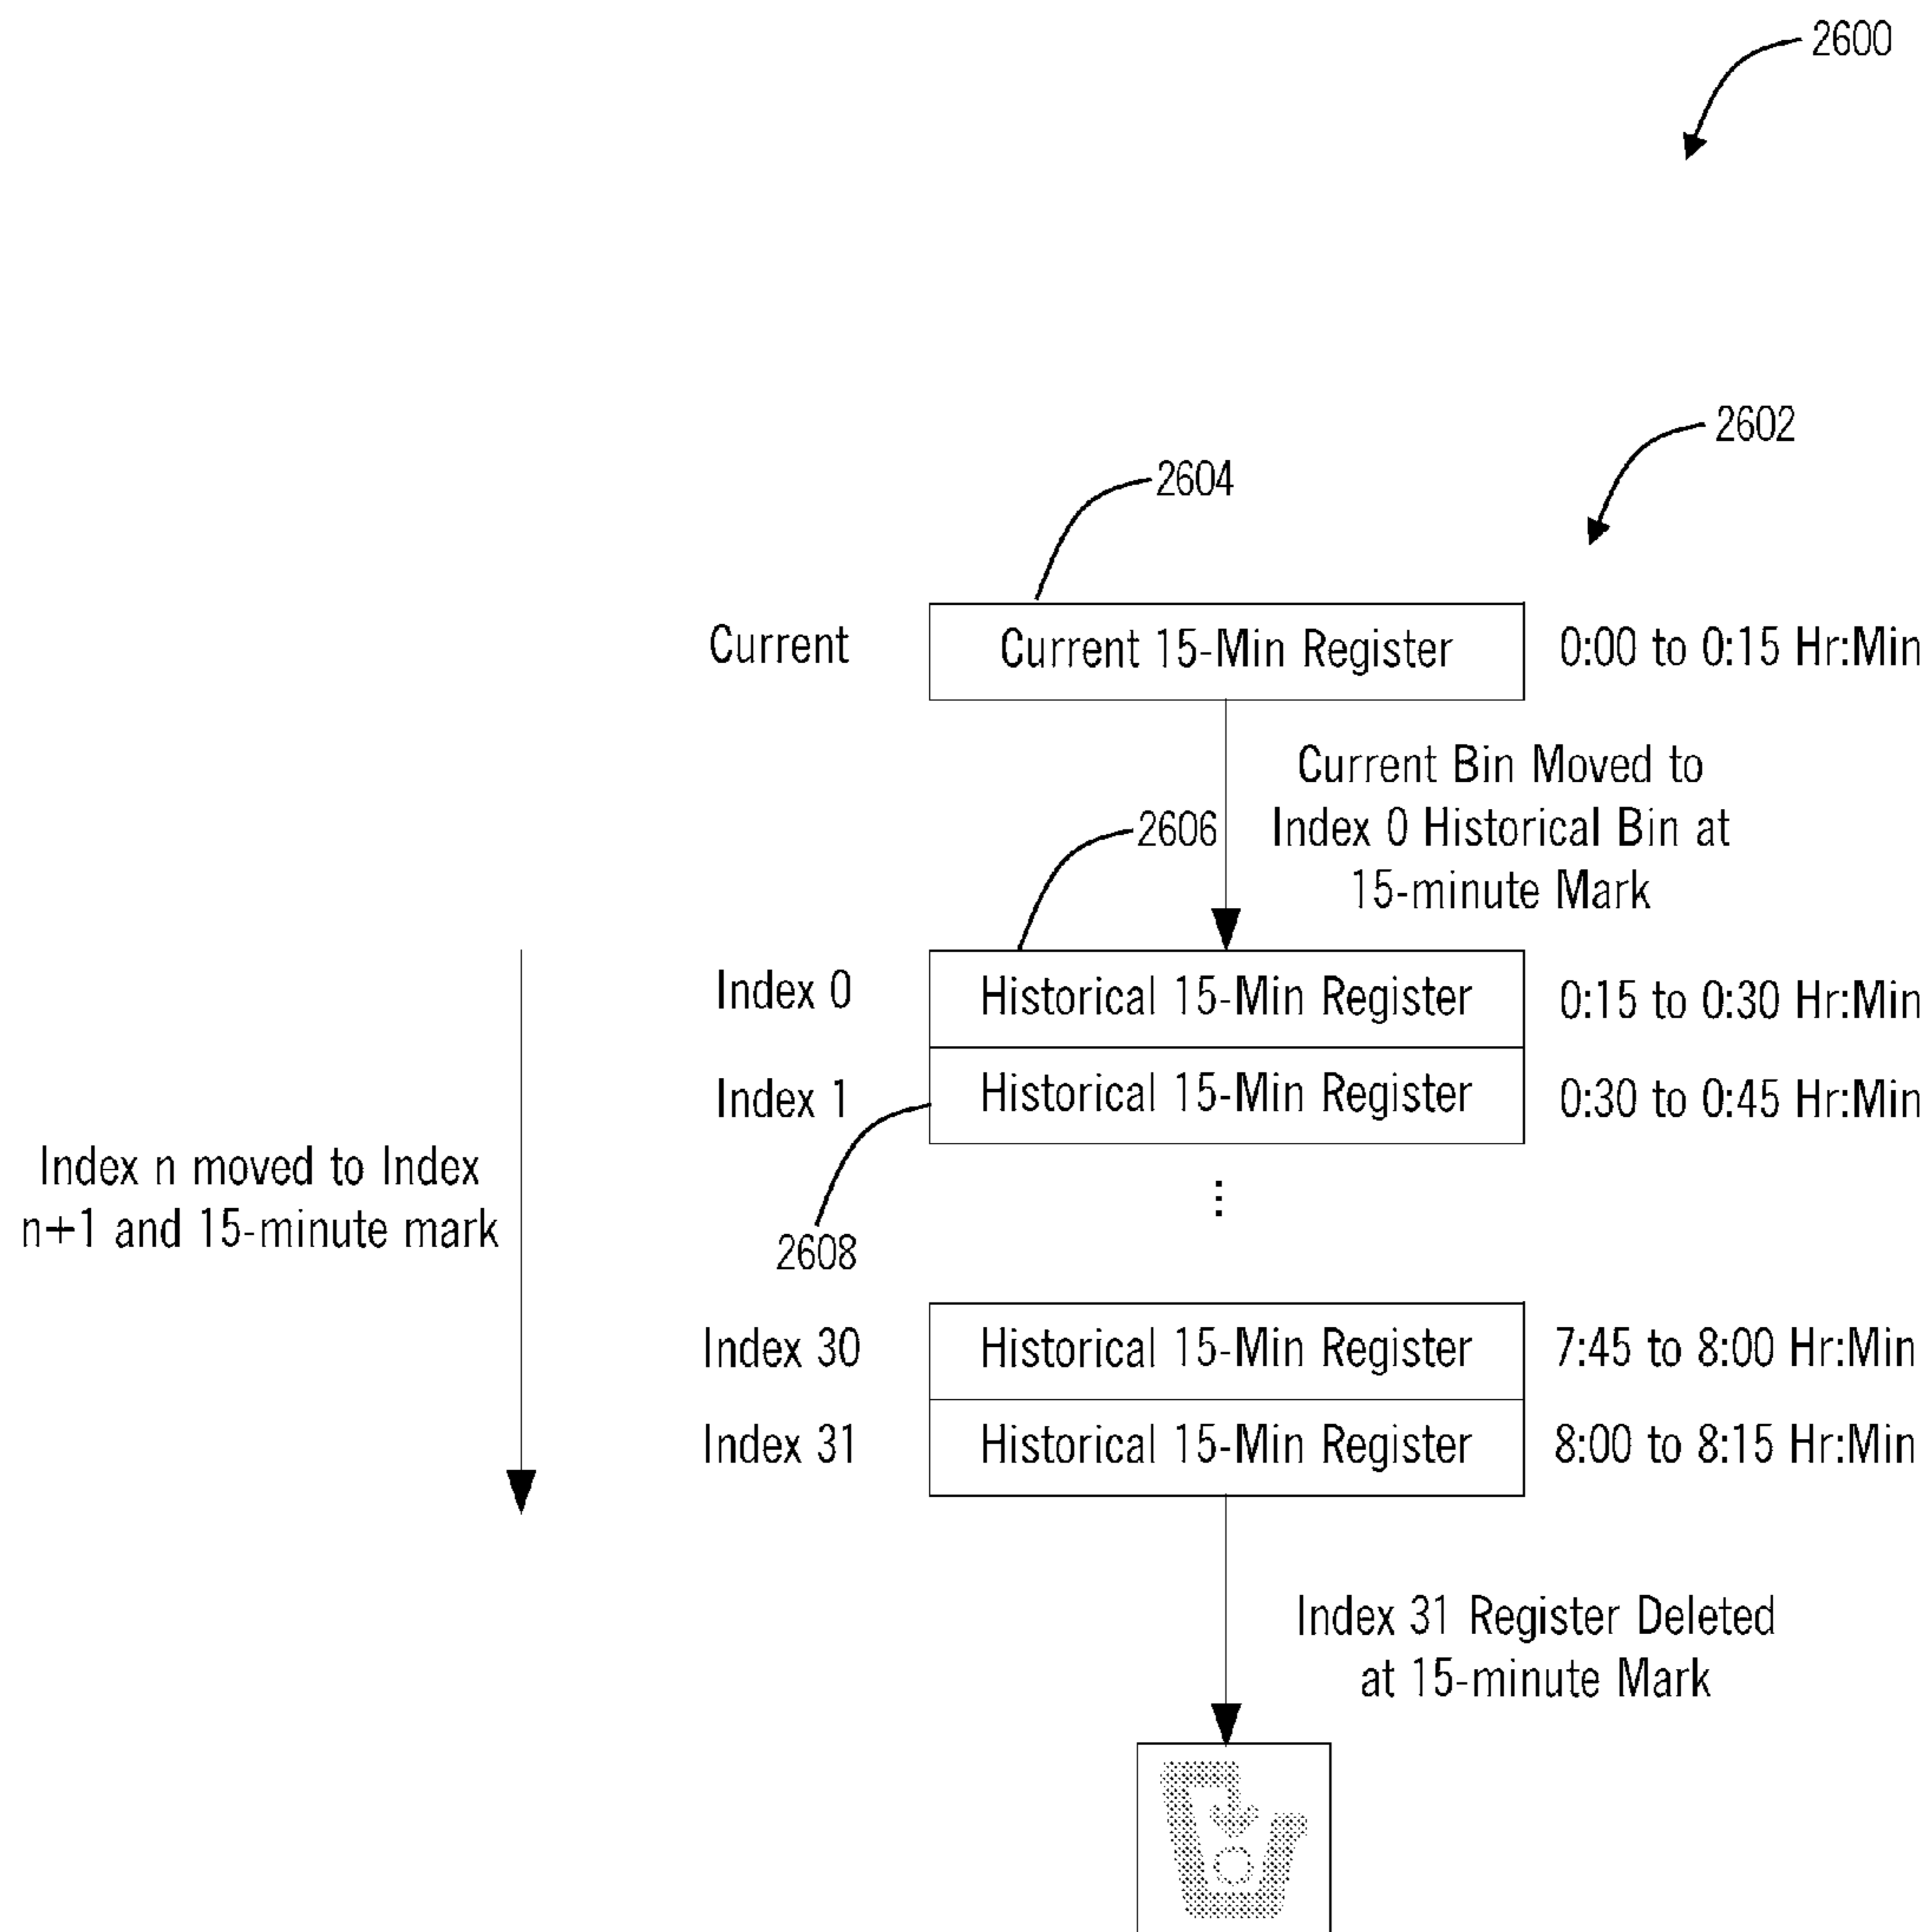 2600
2602
2604
Current
Current 15-Min Register
0:00 to 0:15 Hr:Min
Current Bin Moved to
Index 0 Historical Bin at
15-minute Mark
2606
Index 0
Historical 15-Min Register
0:15 to 0:30 Hr:Min
Index 1
Historical 15-Min Register
0:30 to 0:45 Hr:Min
Index n moved to Index
n+1 and 15-minute mark
2608
Index 30
Historical 15-Min Register
7:45 to 8:00 Hr:Min
Index 31
Historical 15-Min Register
8:00 to 8:15 Hr:Min
Index 31 Register Deleted
at 15-minute Mark